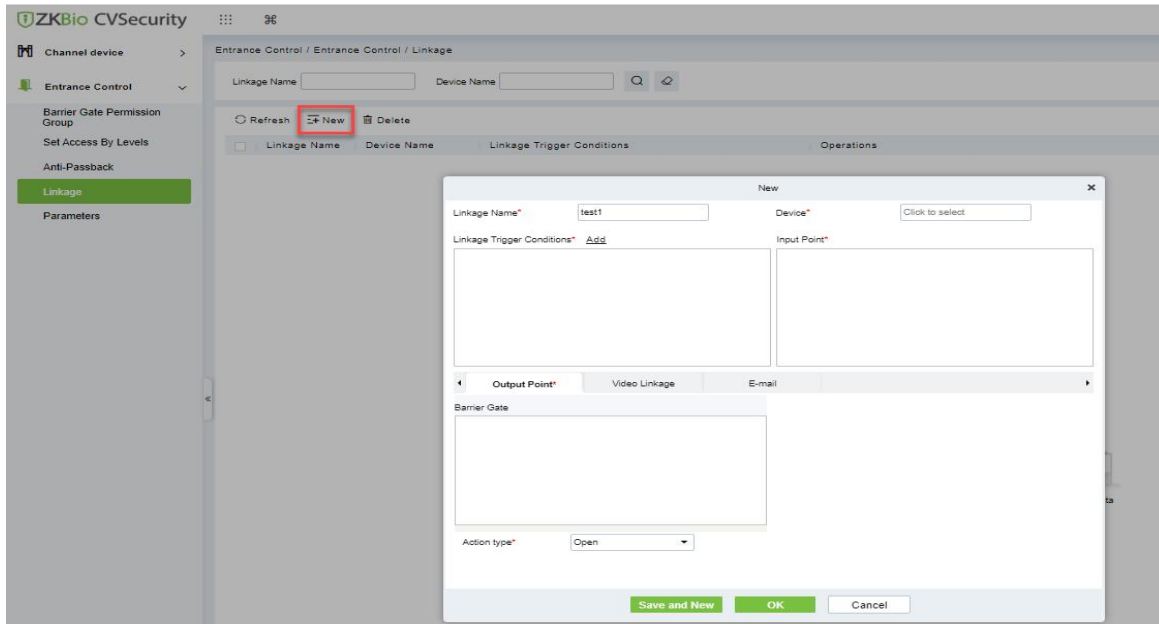 ZKBio CVSecurity
Channel device
Entrance Control / Entrance Control / Linkage
Entrance Control
Linkage Name
Device Name
Barrier Gate Permission
Group
Refresh
New
Delete
Set Access By Levels
Linkage Name
Device Name
Linkage Trigger Conditions
Operations
Anti-Passback
Linkage
Parameters
New
Linkage Name*
test1
Device*
Click to select
Linkage Trigger Conditions* Add
Input Point*
Output Point*
Video Linkage
E-mail
Barrier Gate
ta
Action type*
Open
Save and New
OK
Cancel